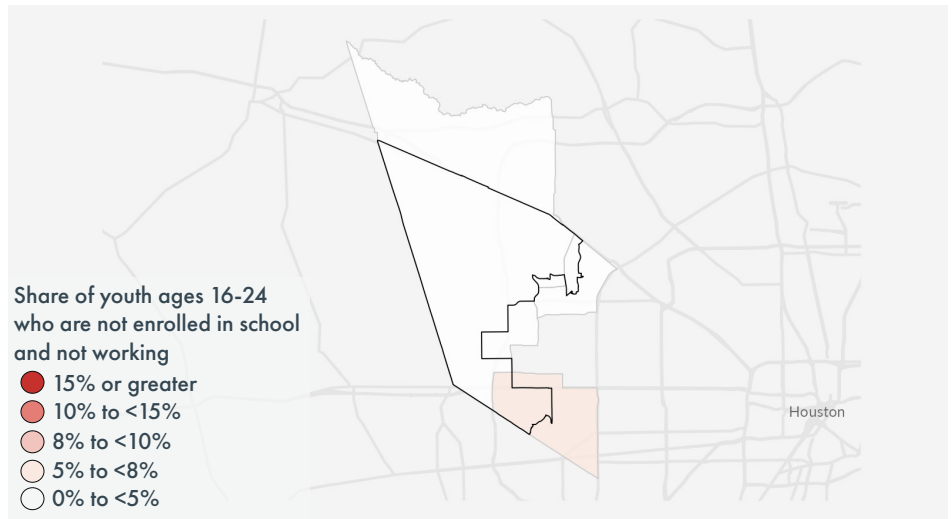 Share of youth ages 16-24
who are not enrolled in school
and not working
15% or greater
10% to <15%
8% to <10%
5% to <8%
0% to <5%
Houston